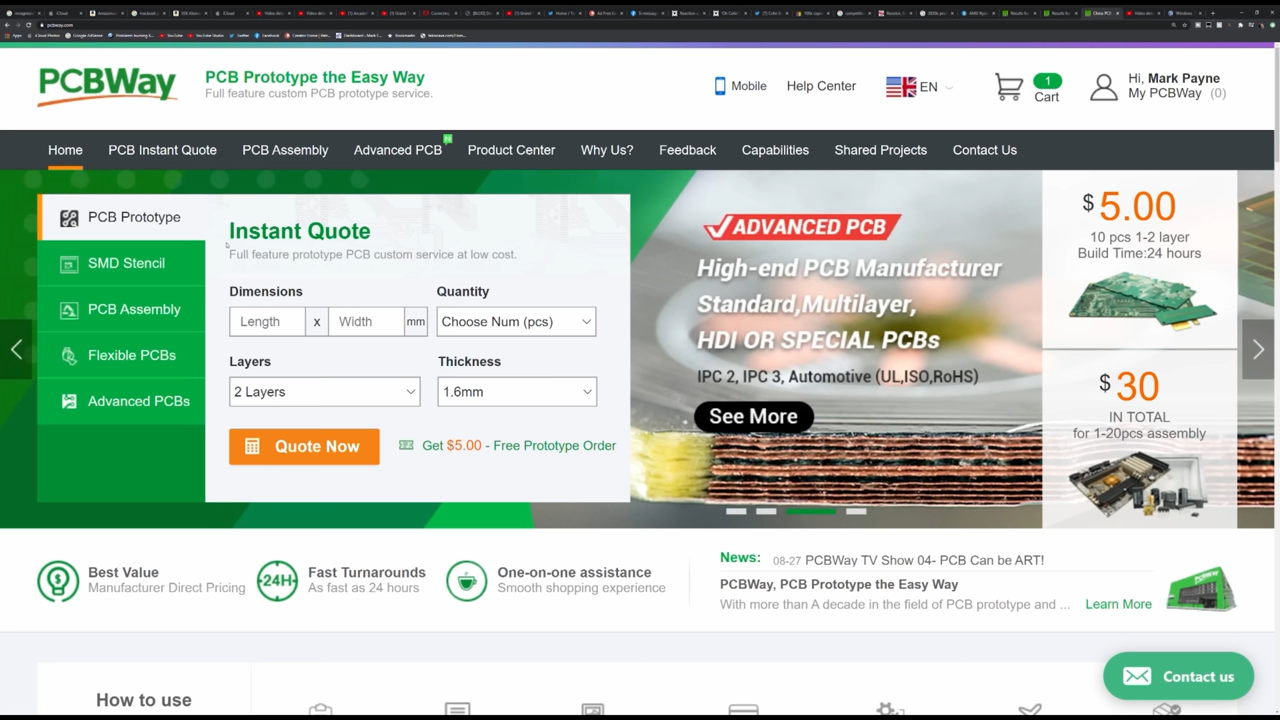 pcbway.com
PCBWay
PCB Prototype the Easy Way
Full feature custom PCB prototype service.
Mobile
Help Center
EN
1
Cart
Hi, Mark Payne
My PCBWay (0)
Home
PCB Instant Quote
PCB Assembly
Advanced PCB
N
Product Center
Why Us?
Feedback
Capabilities
Shared Projects
Contact Us
PCB Prototype
SMD Stencil
PCB Assembly
Flexible PCBs
Advanced PCBs
Instant Quote
Full feature prototype PCB custom service at low cost.
Dimensions
Quantity
Length x Width mm
Choose Num (pcs)
Layers
Thickness
2 Layers
1.6mm
Quote Now
Get $5.00 - Free Prototype Order
ADVANCED PCB
High-end PCB Manufacturer
Standard,Multilayer,
HDI OR SPECIAL PCBs
IPC 2, IPC 3, Automotive (UL,ISO,RoHS)
See More
$5.00
10 pcs 1-2 layer
Build Time:24 hours
$30
IN TOTAL
for 1-20pcs assembly
Best Value
Manufacturer Direct Pricing
24H
Fast Turnarounds
As fast as 24 hours
One-on-one assistance
Smooth shopping experience
News: 08-27 PCBWay TV Show 04- PCB Can be ART!
PCBWay, PCB Prototype the Easy Way
With more than A decade in the field of PCB prototype and ... Learn More
Contact us
How to use